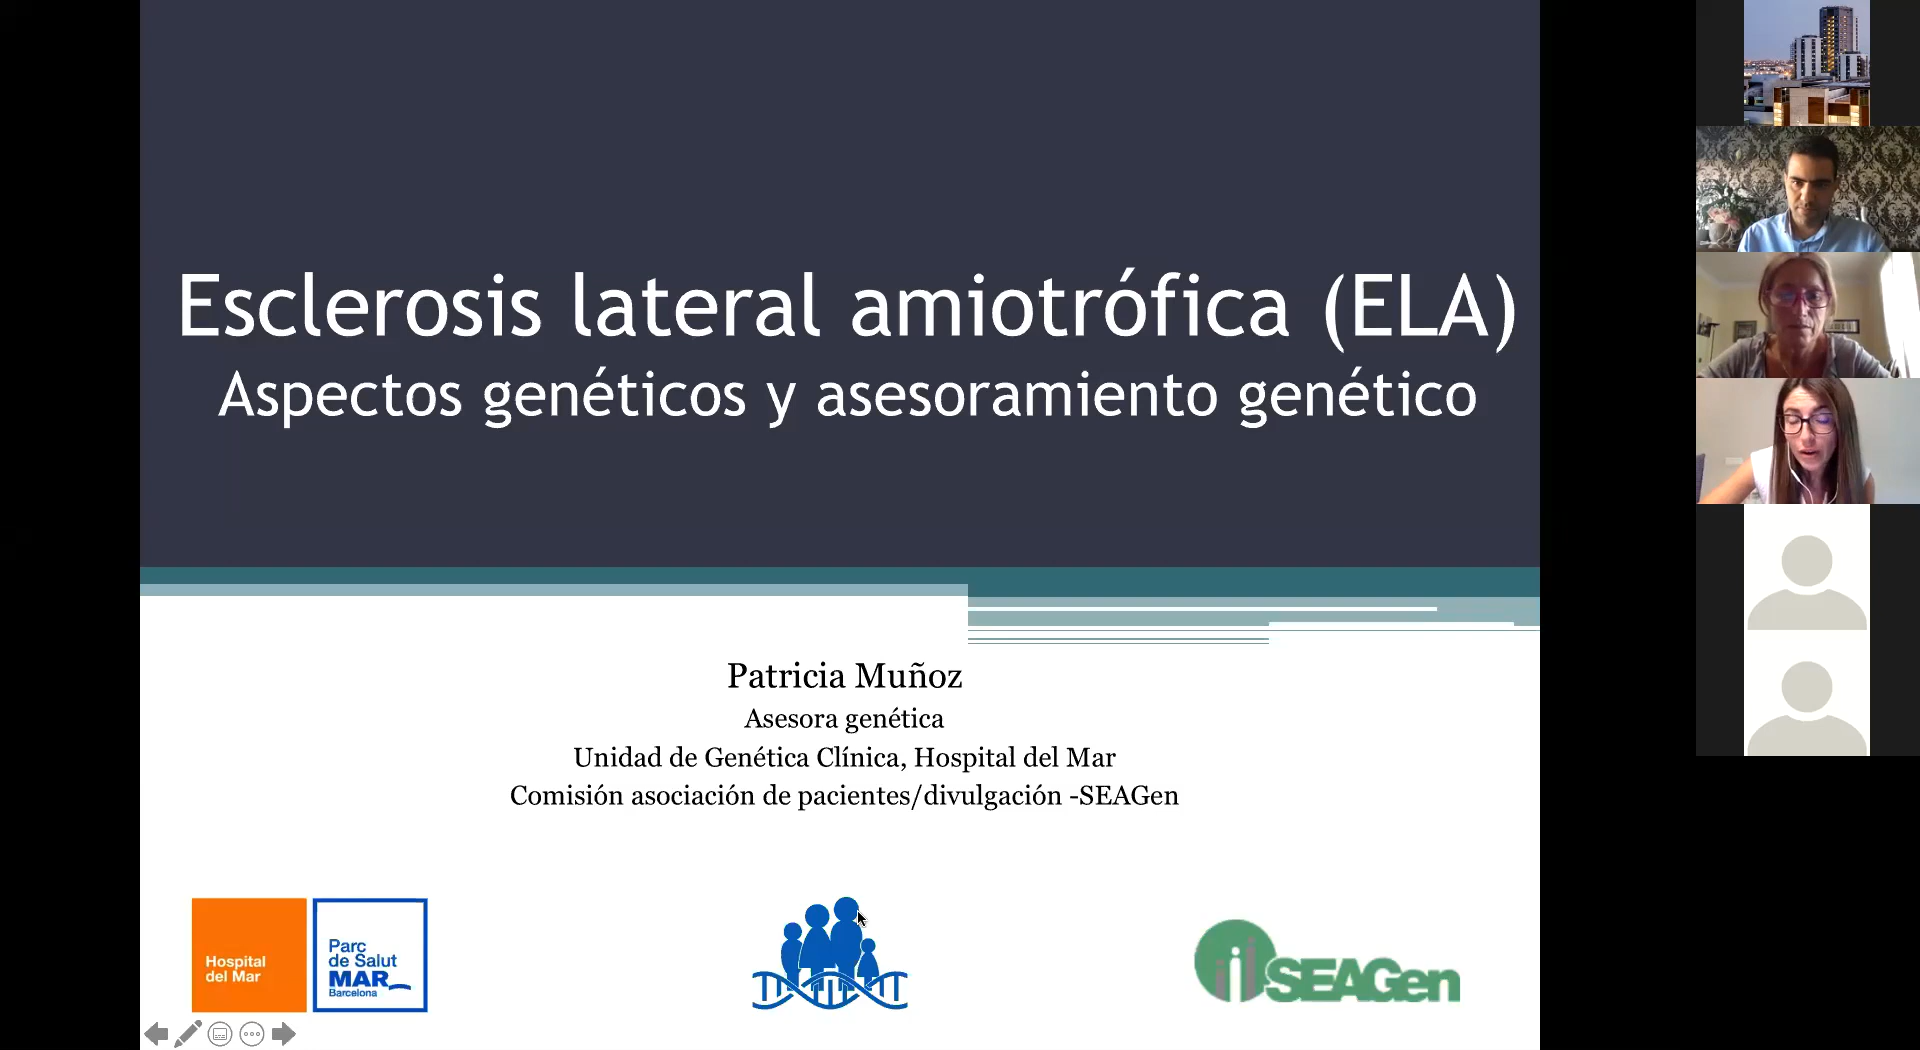 Esclerosis lateral amiotrófica (ELA)
Aspectos genéticos y asesoramiento genético
Patricia Muñoz
Asesora genética
Unidad de Genética Clínica, Hospital del Mar
Comisión asociación de pacientes/divulgación -SEAGen
Hospital
del Mar
Parc
de Salut
MAR
Barcelona
SEAGen